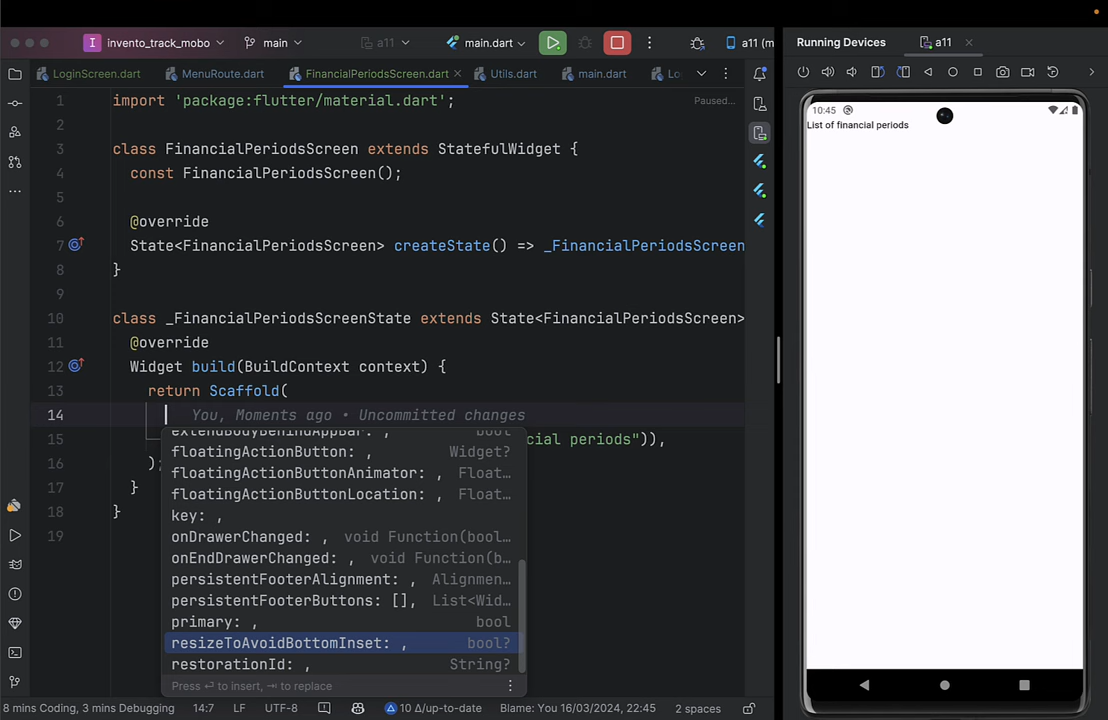 invento_track_mobo
main
a11
main.dart
a11 (m
Running Devices
a11
LoginScreen.dart
MenuRoute.dart
FinancialPeriodsScreen.dart
Utils.dart
main.dart
Lo
1 import 'package:flutter/material.dart';
Paused...
2
3 class FinancialPeriodsScreen extends StatefulWidget {
4 const FinancialPeriodsScreen();
5
6 @override
7 State<FinancialPeriodsScreen> createState() => _FinancialPeriodsScreen
8 }
9
10 class _FinancialPeriodsScreenState extends State<FinancialPeriodsScreen>
11 @override
12 Widget build(BuildContext context) {
13 return Scaffold(
14 You, Moments ago • Uncommitted changes
15 cial periods")),
16 );
17 }
18 }
19
extendBodyBehindAppBar: , bool
floatingActionButton: , Widget?
floatingActionButtonAnimator: , Float…
floatingActionButtonLocation: , Float…
key: ,
onDrawerChanged: , void Function(bool…
onEndDrawerChanged: , void Function(b…
persistentFooterAlignment: , Alignmen…
persistentFooterButtons: [], List<Wid…
primary: , bool
resizeToAvoidBottomInset: , bool?
restorationId: , String?
Press ⏎ to insert, ⇥ to replace
10:45
List of financial periods
8 mins Coding, 3 mins Debugging
14:7
LF
UTF-8
10 Δ/up-to-date
Blame: You 16/03/2024, 22:45
2 spaces